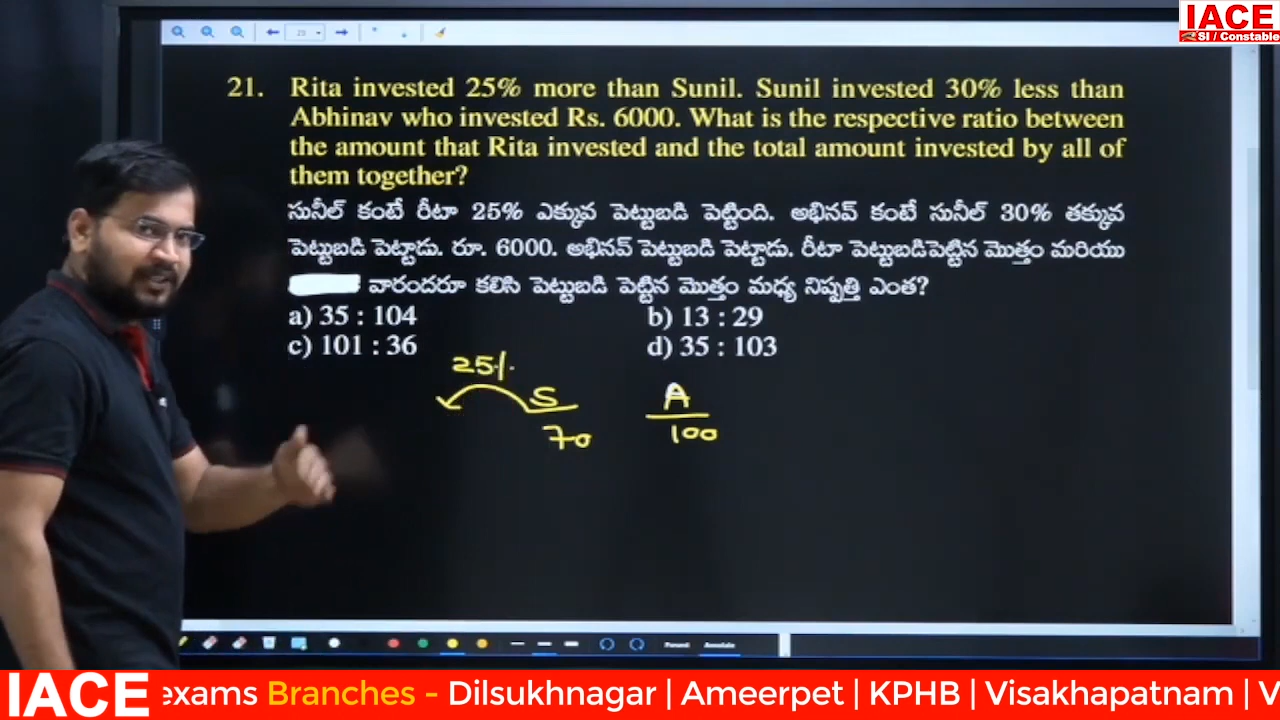 IACE
SI / Constable
23
21. Rita invested 25% more than Sunil. Sunil invested 30% less than
Abhinav who invested Rs. 6000. What is the respective ratio between
the amount that Rita invested and the total amount invested by all of
them together?
సునీల్ కంటే రీటా 25% ఎక్కువ పెట్టుబడి పెట్టింది. అభినవ్ కంటే సునీల్ 30% తక్కువ
పెట్టుబడి పెట్టాడు. రూ. 6000. అభినవ్ పెట్టుబడి పెట్టాడు. రీటా పెట్టుబడిపెట్టిన మొత్తం మరియు
వారందరూ కలిసి పెట్టుబడి పెట్టిన మొత్తం మధ్య నిష్పత్తి ఎంత?
a) 35 : 104 b) 13 : 29
c) 101 : 36 d) 35 : 103
25%
S A
70 100
IACE exams Branches - Dilsukhnagar | Ameerpet | KPHB | Visakhapatnam | V